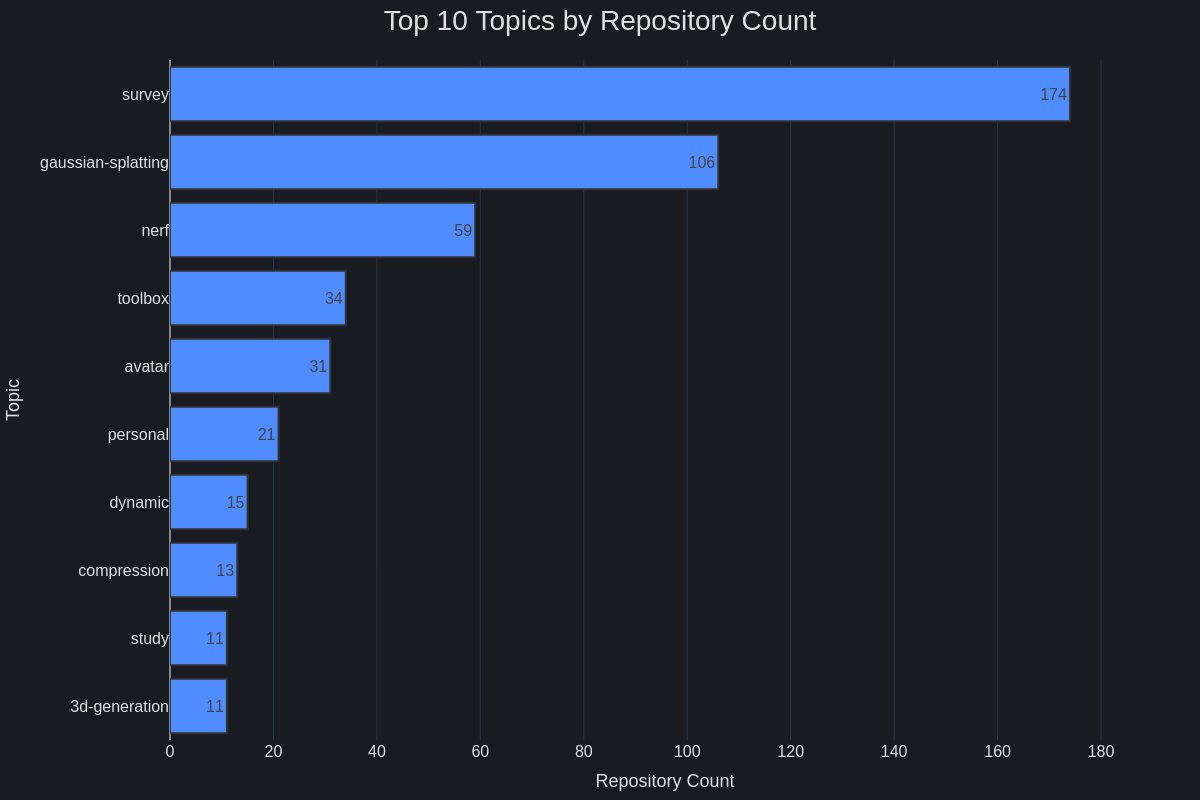 Top 10 Topics by Repository Count
survey 174
gaussian-splatting 106
nerf 59
toolbox 34
avatar 31
personal 21
dynamic 15
compression 13
study 11
3d-generation 11
Topic
0 20 40 60 80 100 120 140 160 180
Repository Count